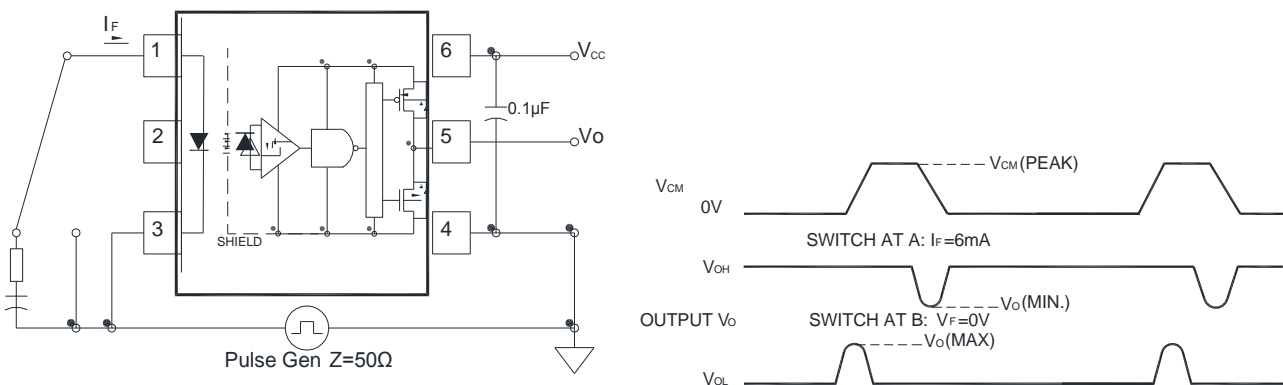 IF
1
2
3
6
5
4
VCC
0.1μF
Vo
SHIELD
Pulse Gen Z=50Ω
VCM
VCM (PEAK)
0V
SWITCH AT A: IF=6mA
VOH
VO (MIN.)
OUTPUT VO
SWITCH AT B: VF=0V
VO (MAX)
VOL